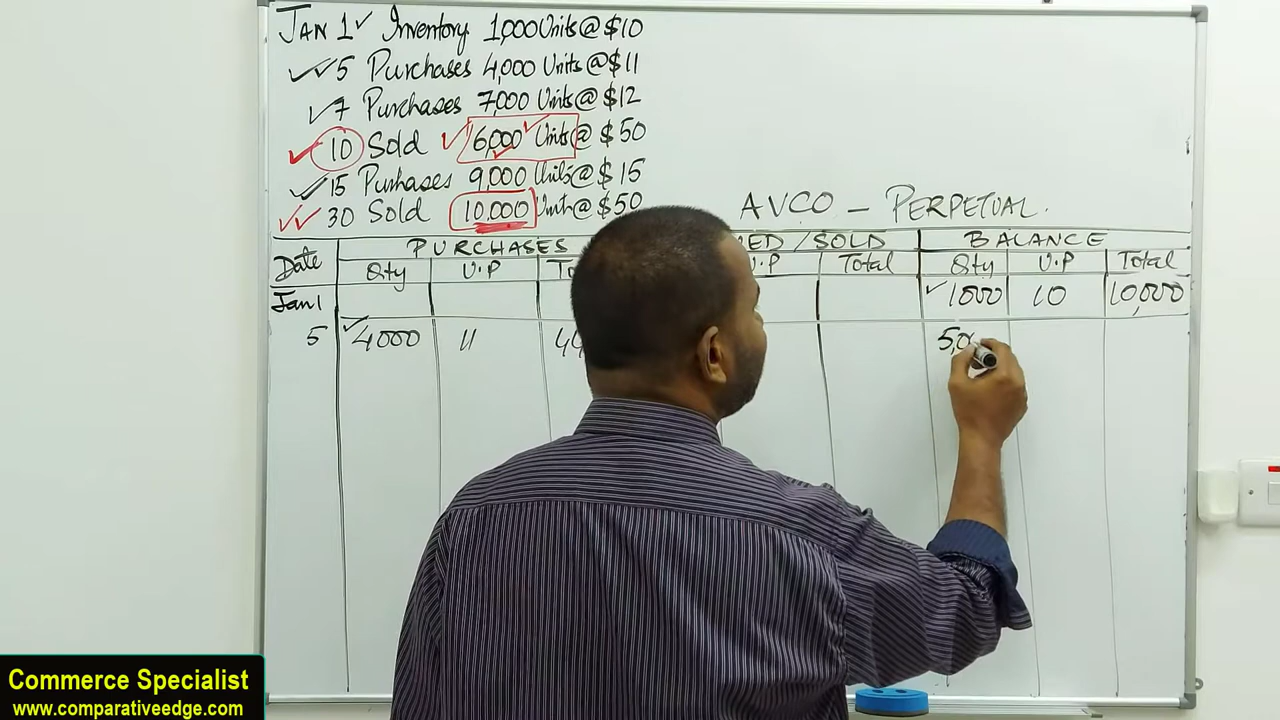 JAN 1 Inventory 1,000 Units @ $10
5 Purchases 4,000 Units @ $11
7 Purchases 7,000 Units @ $12
10 Sold 6,000 Units @ $50
15 Purhases 9,000 Units @ $15
30 Sold 10,000 Units @ $50
AVCO - PERPETUAL.
Date PURCHASES /SOLD BALANCE
Qty U.P U.P Total Qty U.P Total
Jan 1 1000 10 10,000
5 4000 11 44
Commerce Specialist
www.comparativeedge.com